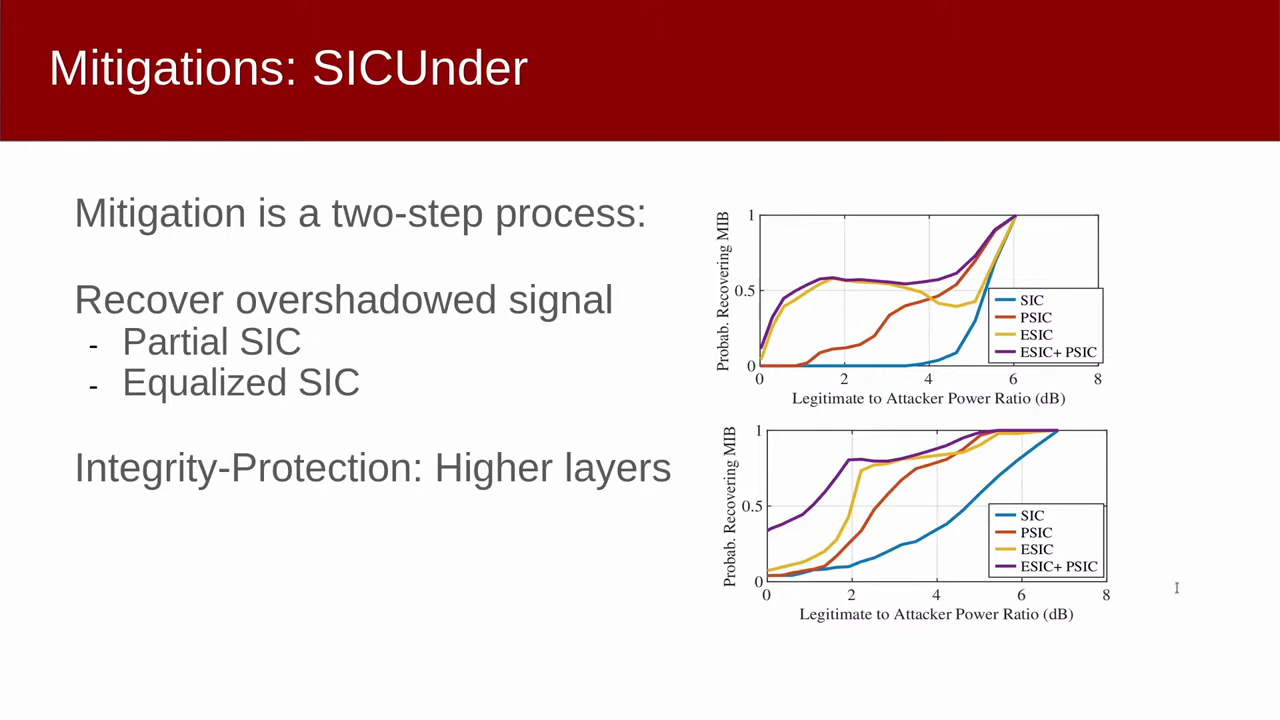 Mitigations: SICUnder
Mitigation is a two-step process:
Recover overshadowed signal
- Partial SIC
- Equalized SIC
Integrity-Protection: Higher layers
Probab. Recovering MIB
1
0.5
0
0 2 4 6 8
SIC
PSIC
ESIC
ESIC+ PSIC
Legitimate to Attacker Power Ratio (dB)
Probab. Recovering MIB
1
0.5
0
0 2 4 6 8
SIC
PSIC
ESIC
ESIC+ PSIC
Legitimate to Attacker Power Ratio (dB)